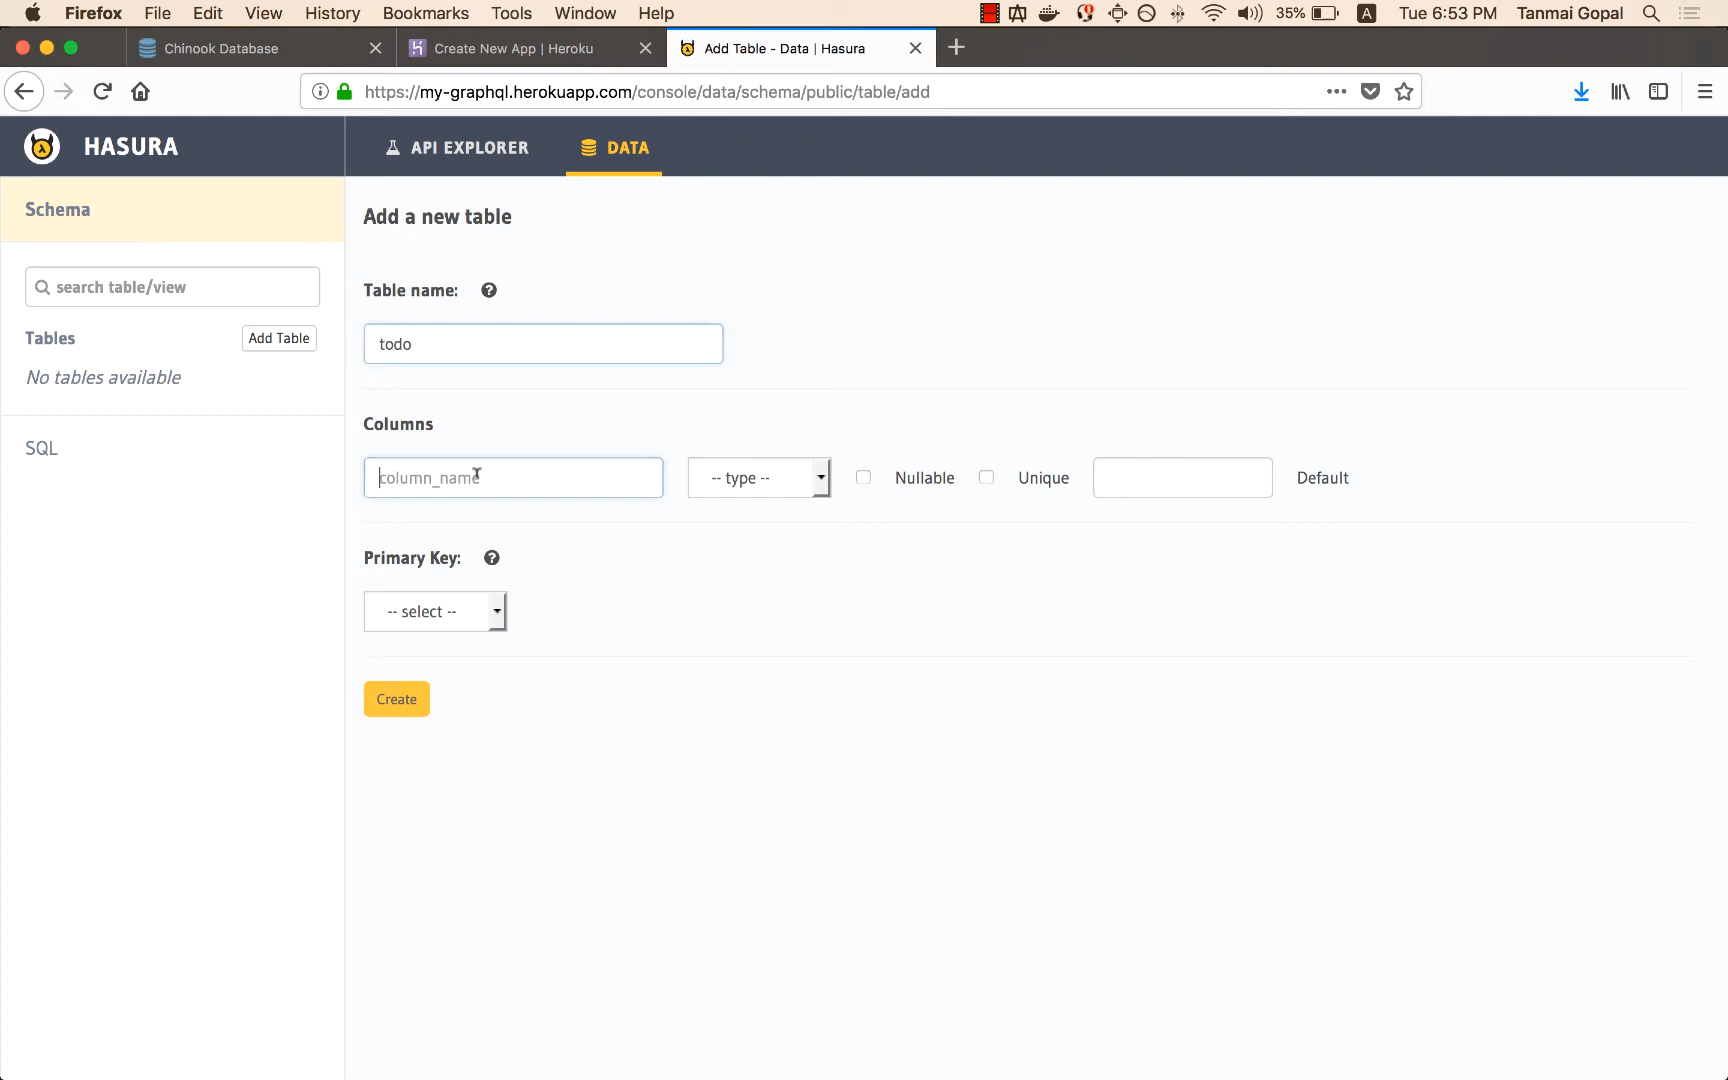 Firefox File Edit View History Bookmarks Tools Window Help 35% A Tue 6:53 PM Tanmai Gopal
Chinook Database Create New App | Heroku Add Table - Data | Hasura
https://my-graphql.herokuapp.com/console/data/schema/public/table/add
HASURA API EXPLORER DATA
Schema
Add a new table
search table/view
Table name:
Tables Add Table
todo
No tables available
Columns
SQL
column_name -- type -- Nullable Unique Default
Primary Key:
-- select --
Create